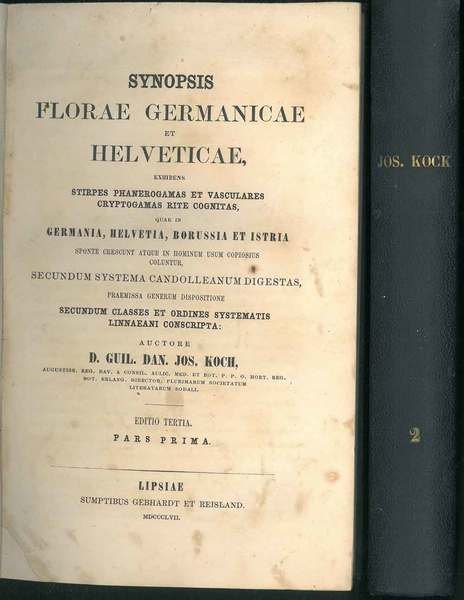 SYNOPSIS
FLORAE GERMANICAE
ET
HELVETICAE,
EXHIBENS
STIRPES PHANEROGAMAS ET VASCULARES
CRYPTOGAMAS RITE COGNITAS,
QUAE IN
GERMANIA, HELVETIA, BORUSSIA ET ISTRIA
SPONTE CRESCUNT ATQUE IN HOMINUM USUM COPIOSIUS
COLUNTUR,
SECUNDUM SYSTEMA CANDOLLEANUM DIGESTAS,
PRAEMISSA GENERUM DISPOSITIONE
SECUNDUM CLASSES ET ORDINES SYSTEMATIS
LINNAEANI CONSCRIPTA:
AUCTORE
D. GUIL. DAN. JOS. KOCH,
AUGUSTISS. REG. BAV. A CONSIL. AULIC. MED. ET BOT. P. P. O. HORT. REG.
BOT. ERLANG. DIRECTOR; PLURIMARUM SOCIETATUM
LITERATARUM SODALI.
EDITIO TERTIA.
PARS PRIMA.
LIPSIAE
SUMPTIBUS GEBHARDT ET REISLAND.
MDCCCLVII.
JOS. KOCK
2